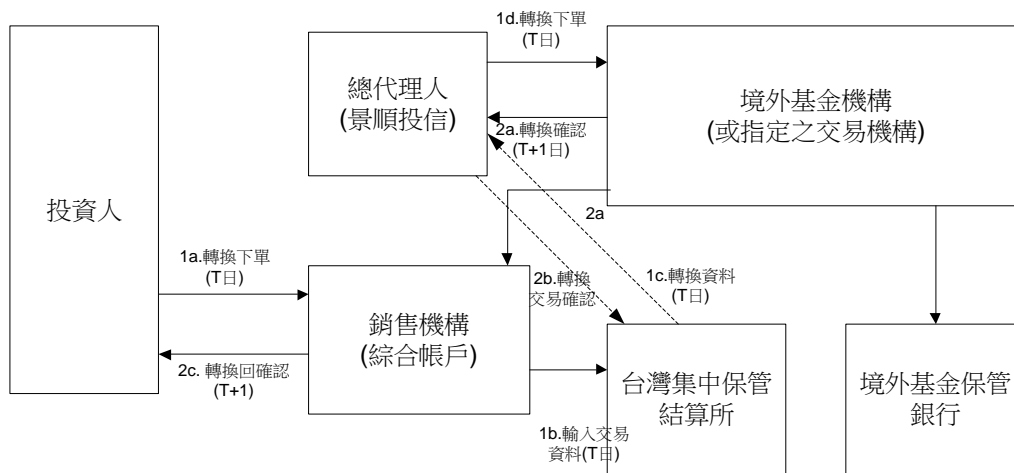 1d.轉換下單
(T日)
總代理人
(景順投信)
境外基金機構
(或指定之交易機構)
2a.轉換確認
(T+1日)
投資人
2a
1a.轉換下單
(T日)
2b.轉換
交易確認
1c.轉換資料
(T日)
銷售機構
(綜合帳戶)
2c. 轉換回確認
(T+1)
台灣集中保管
結算所
境外基金保管
銀行
1b.輸入交易
資料(T日)